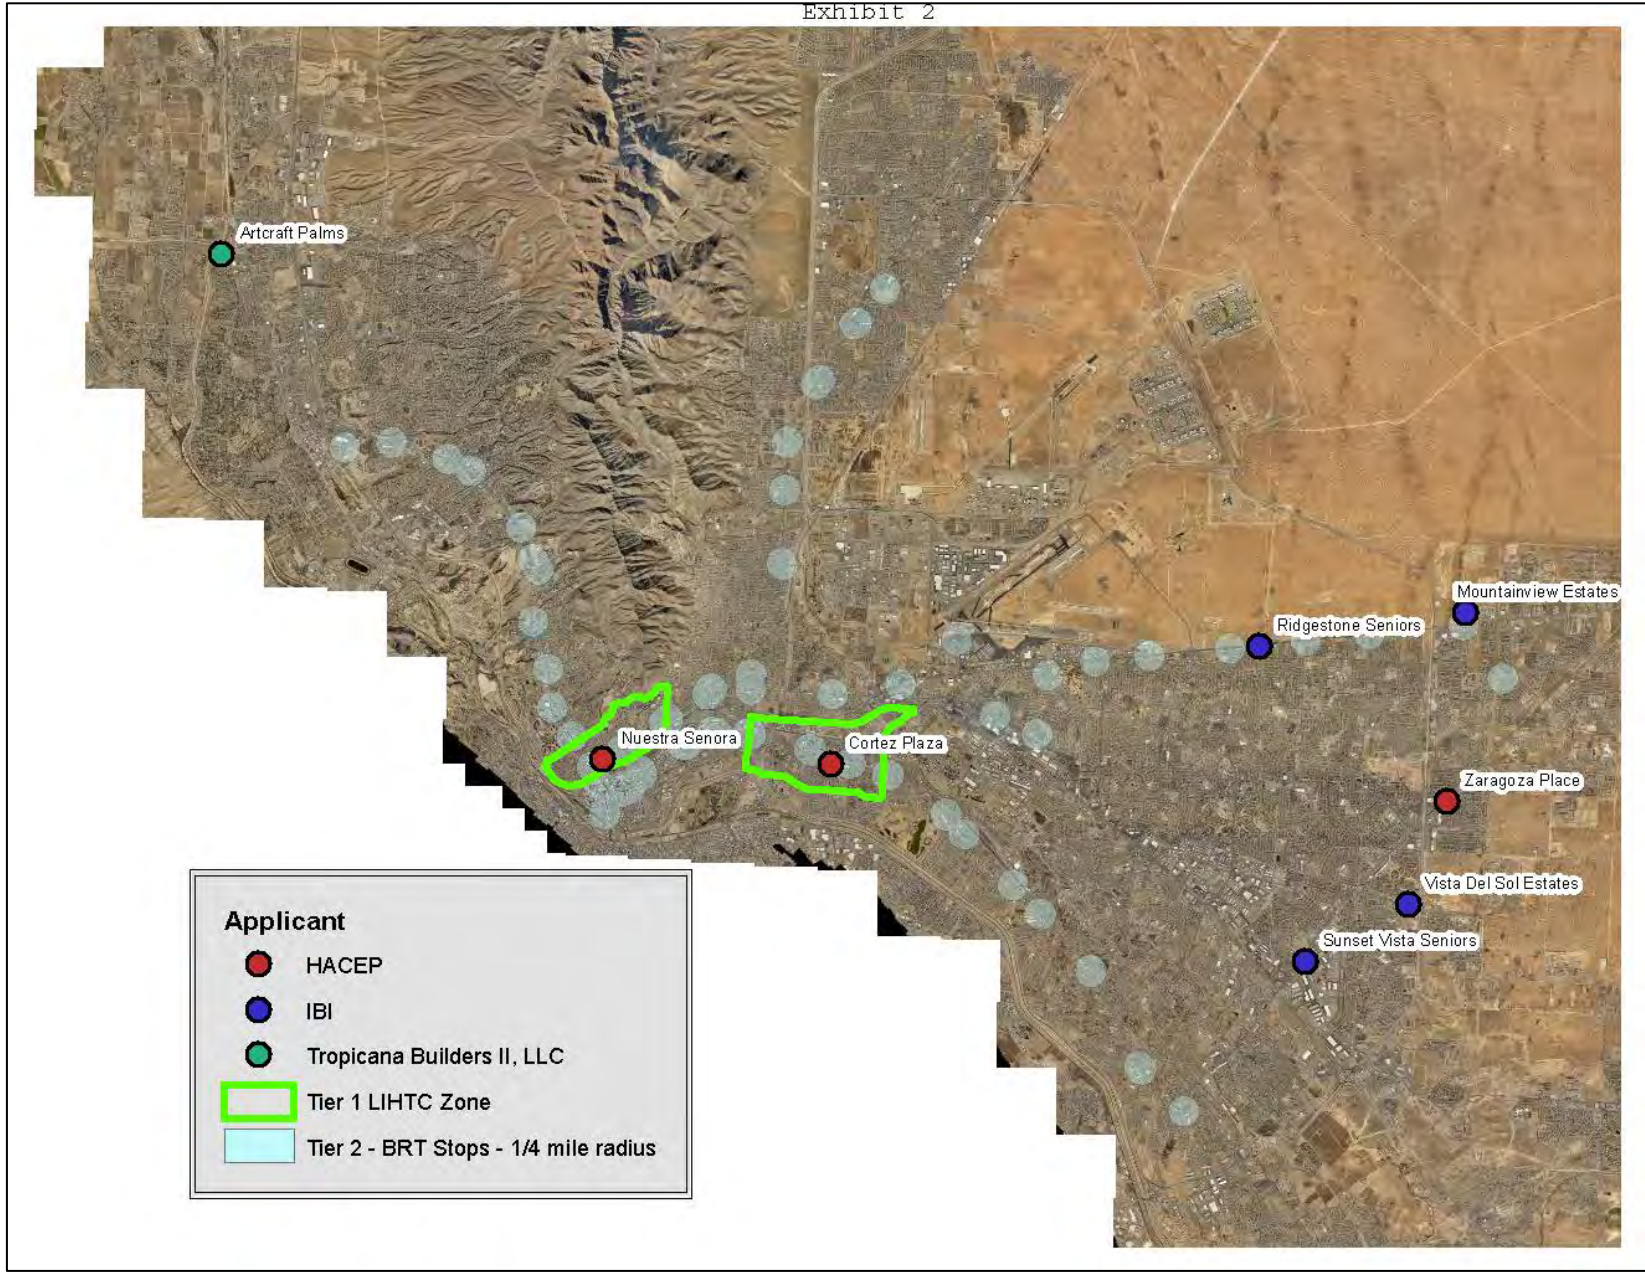 Exhibit 2
Artcraft Palms
Mountainview Estates
Ridgestone Seniors
Nuestra Senora
Cortez Plaza
Zaragoza Place
Vista Del Sol Estates
Sunset Vista Seniors
Applicant
HACEP
IBI
Tropicana Builders II, LLC
Tier 1 LIHTC Zone
Tier 2 - BRT Stops - 1/4 mile radius